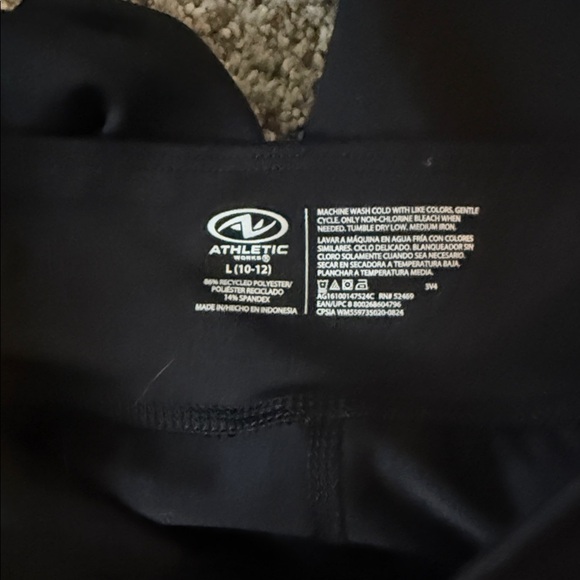 ATHLETIC
WORKS®
L (10-12)
86% RECYCLED POLYESTER/
POLIÉSTER RECICLADO
14% SPANDEX
MADE IN/HECHO EN INDONESIA
MACHINE WASH COLD WITH LIKE COLORS, GENTLE
CYCLE. ONLY NON-CHLORINE BLEACH WHEN
NEEDED. TUMBLE DRY LOW. MEDIUM IRON.
LAVAR A MÁQUINA EN AGUA FRÍA CON COLORES
SIMILARES. CICLO DELICADO. BLANQUEADOR SIN
CLORO SOLAMENTE CUANDO SEA NECESARIO.
SECAR EN SECADORA A TEMPERATURA BAJA.
PLANCHAR A TEMPERATURA MEDIA.
SV4
AG16100147524C RN# 52469
EAN/UPC 8 800268604796
CPSIA WM559735020-0824